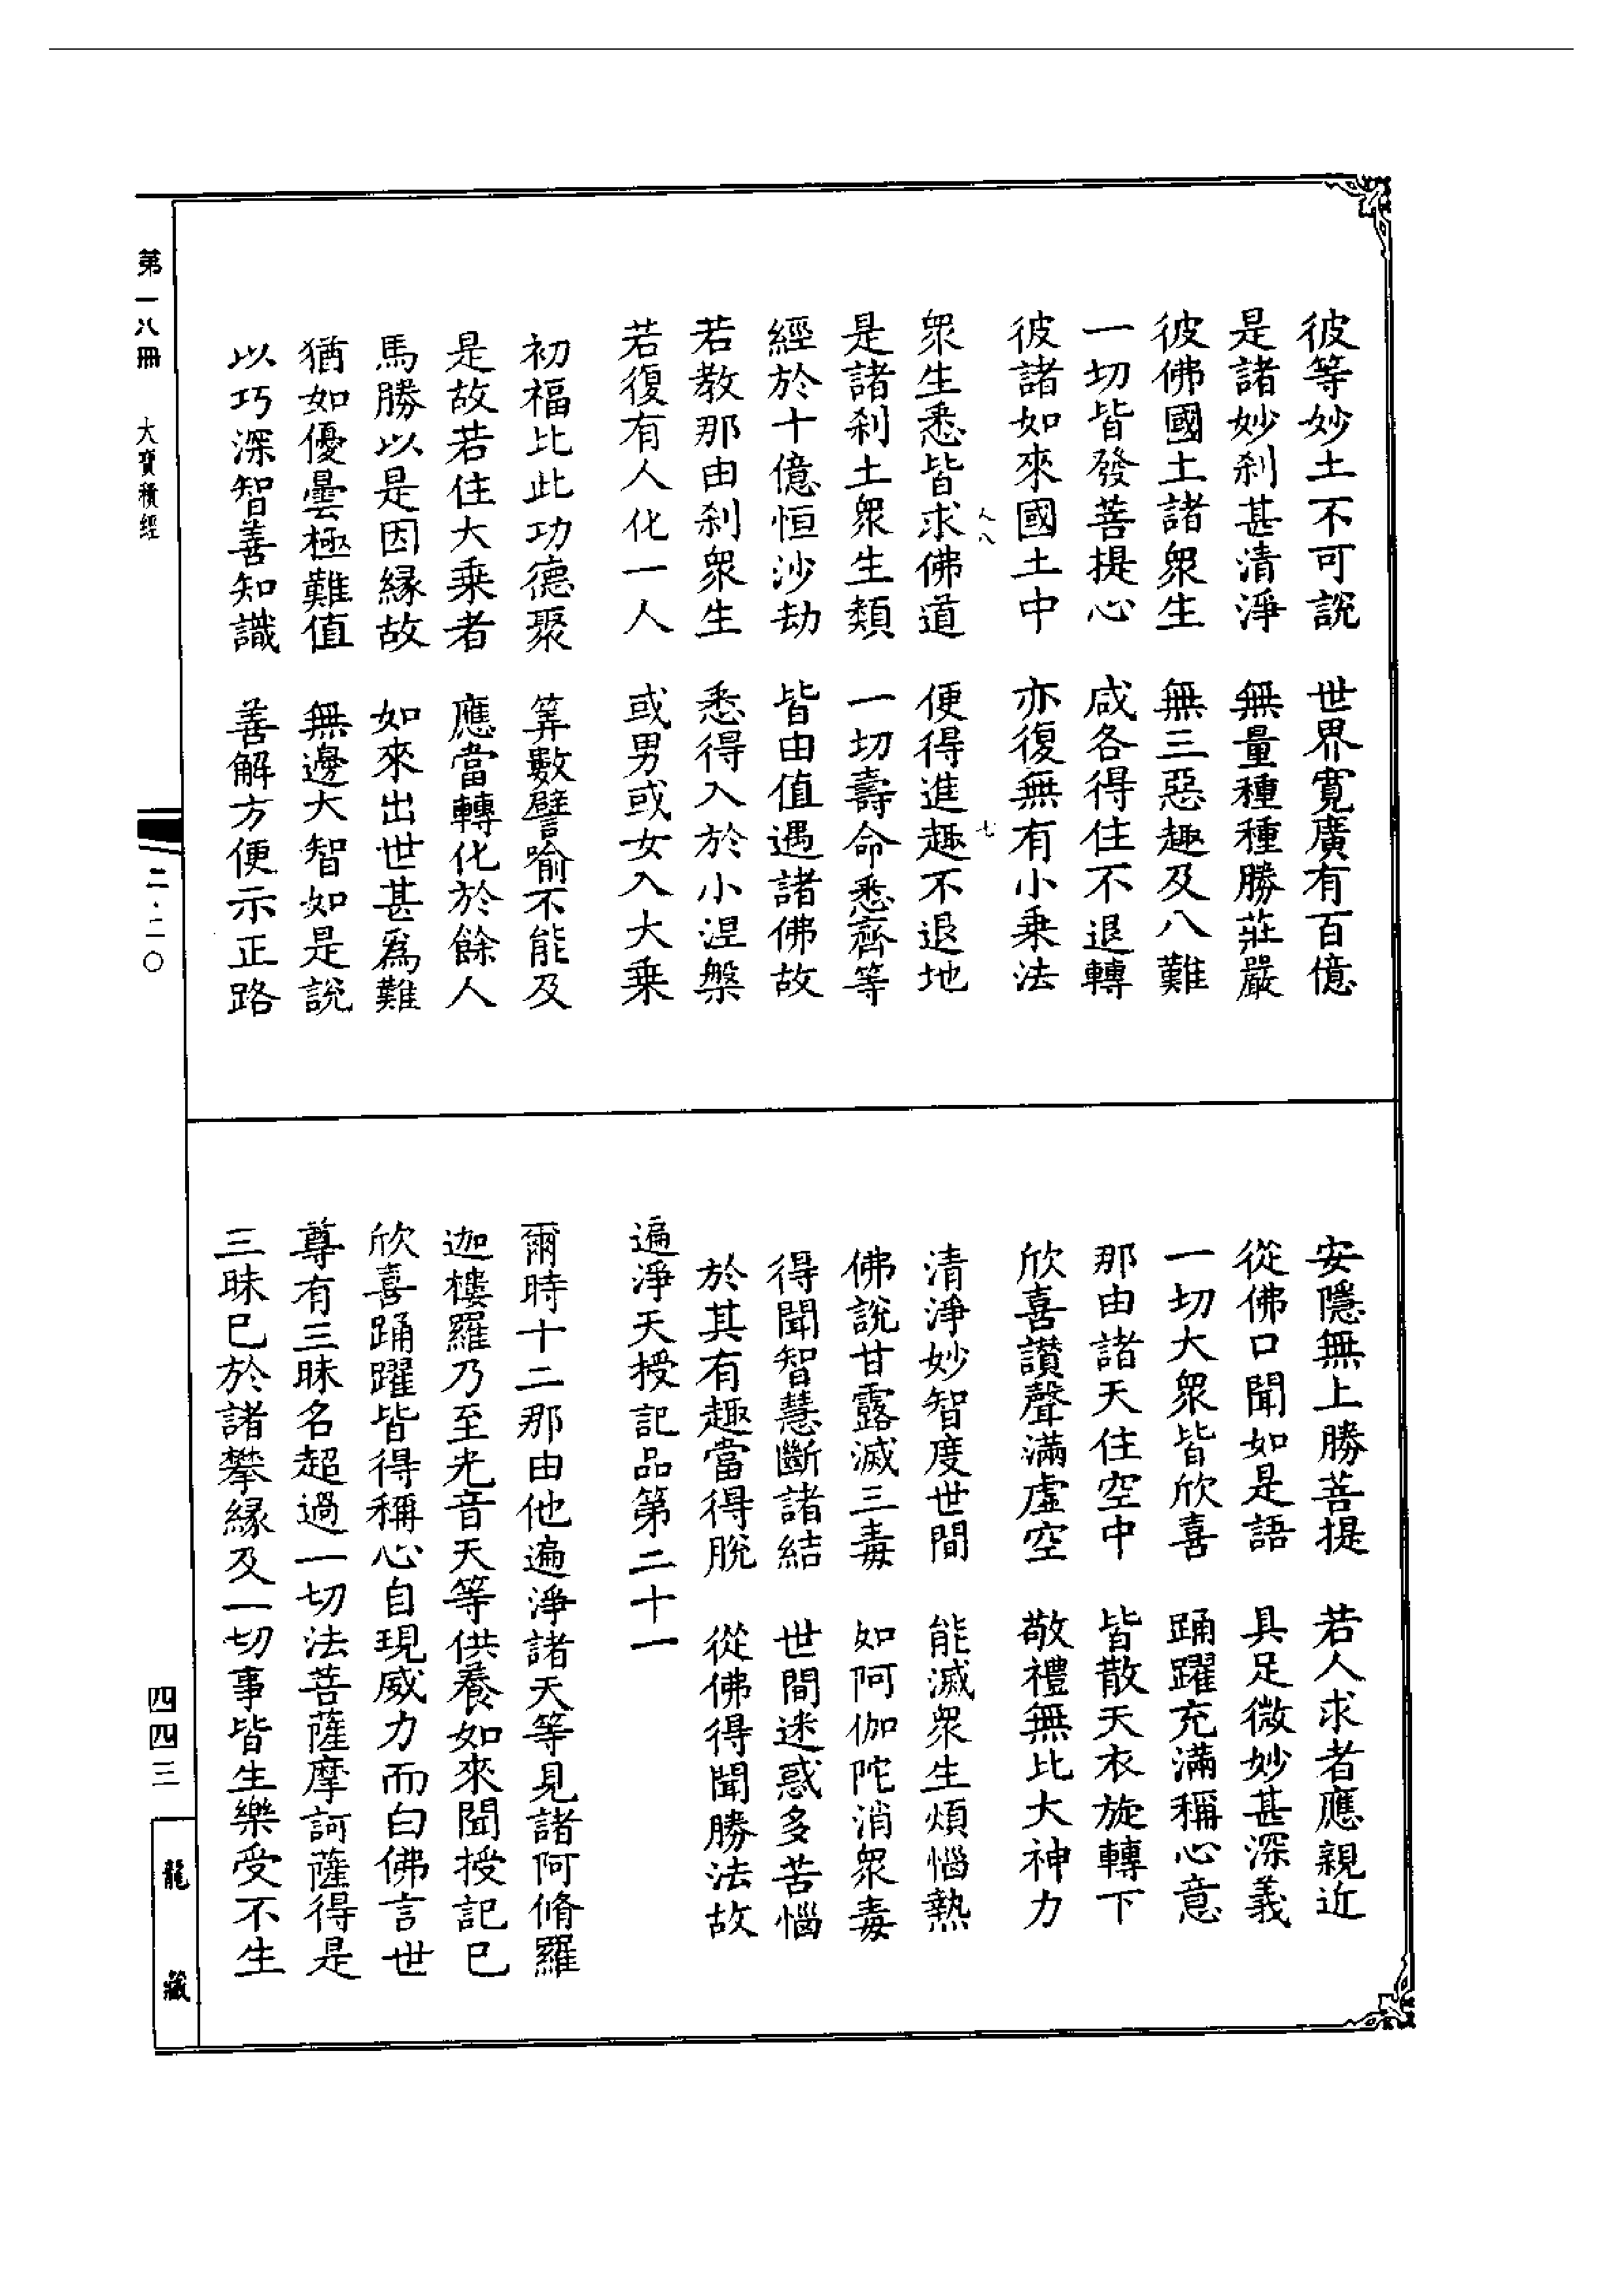 彼等妙土不可說　世界寬廣有百億
是諸妙刹甚清淨　無量種種勝莊嚴
彼佛國土諸衆生　無三惡趣及八難
一切皆發菩提心　咸各得住不退轉
彼諸如來國土中　亦復無有小乗法
人八　七
衆生悉皆求佛道　便得進趣不退地
是諸刹土衆生類　一切壽命悉齊等
經於十億恒沙劫　皆由值遇諸佛故
若教那由刹衆生　悉得入於小涅槃
若復有人化一人　或男或女入大乗
初福比此功德聚　筭數譬喻不能及
是故若住大乗者　應當轉化於餘人
馬勝以是因緣故　如來出世甚爲難
猶如優曇極難值　無邊大智如是說
以巧深智善知識　善解方便示正路
安隱無上勝菩提　若人求者應親近
從佛口聞如是語　具足微妙甚深義
一切大衆皆欣喜　踊躍充滿稱心意
那由諸天住空中　皆散天衣旋轉下
欣喜讃聲滿虛空　敬禮無比大神力
清淨妙智度世間　能滅衆生煩惱熱
佛說甘露滅三毒　如阿伽陀消衆毒
得聞智慧斷諸結　世間迷惑多苦惱
於其有趣當得脫　從佛得聞勝法故
遍淨天授記品第二十一
爾時十二那由他遍淨諸天等見諸阿脩羅
迦樓羅乃至光音天等供養如來聞授記已
欣喜踊躍皆得稱心自現威力而白佛言世
尊有三昧名超過一切法菩薩摩訶薩得是
三昧已於諸攀緣及一切事皆生樂受不生
第一八冊　大寶積經　二·二〇　四四三　龍藏